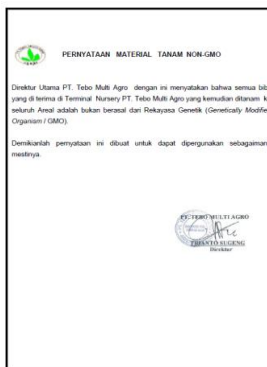 PERNYATAAN MATERIAL TANAM NON-GMO
Direktur Utama PT. Tebo Multi Agro dengan ini menyatakan bahwa semua bib
yang di terima di Terminal Nursery PT. Tebo Multi Agro yang kemudian ditanam k
seluruh Areal adalah bukan berasal dari Rekayasa Genetik (Genetically Modifie
Organism / GMO).
Demikianlah pernyataan ini dibuat untuk dapat dipergunakan sebagaiman
mestinya.
PT. TEBO MULTI AGRO
TRIANTO SUGENG
Direktur